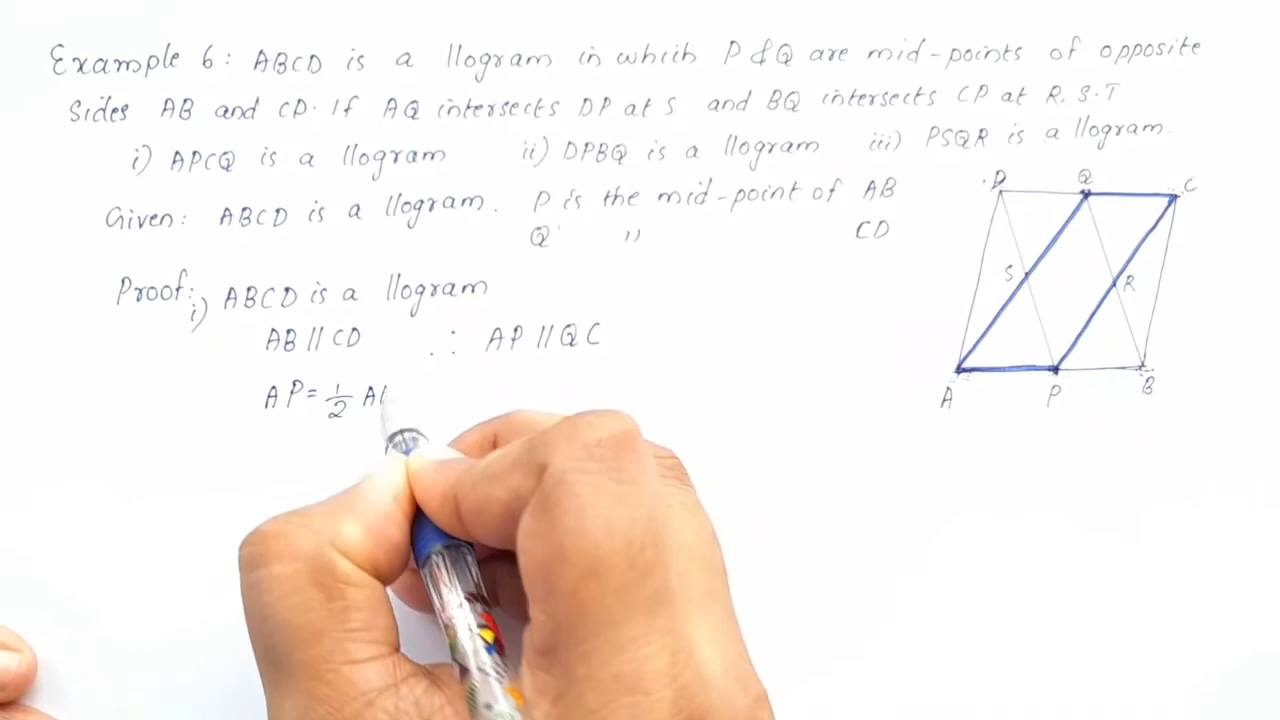 Example 6: ABCD is a llogram in which P & Q are mid-points of opposite
sides AB and CD. If AQ intersects DP at S and BQ intersects CP at R, S.T
i) APCQ is a llogram ii) DPBQ is a llogram iii) PSQR is a llogram.
Given: ABCD is a llogram. P is the mid-point of AB
Q " CD
Proof: i) ABCD is a llogram
AB // CD ∴ AP // QC
AP = 1/2 A
D Q C
S R
A P B